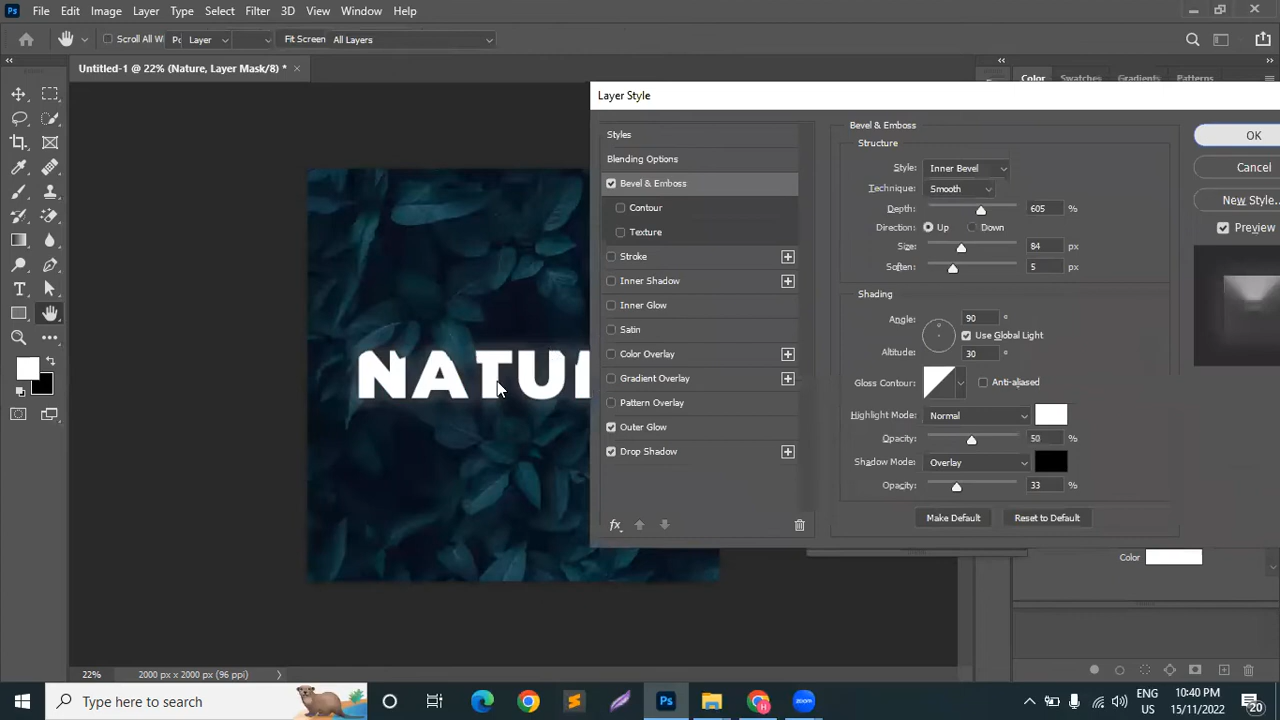 Ps File Edit Image Layer Type Select Filter 3D View Window Help
Scroll All W Layer Fit Screen All Layers
Untitled-1 @ 22% (Nature, Layer Mask/8) * ×
Color Swatches Gradients Patterns
Layer Style
Styles
Blending Options
Bevel & Emboss
Contour
Texture
Stroke
Inner Shadow
Inner Glow
Satin
Color Overlay
Gradient Overlay
Pattern Overlay
Outer Glow
Drop Shadow
fx
Bevel & Emboss
Structure
Style: Inner Bevel
Technique: Smooth
Depth: 605 %
Direction: Up Down
Size: 84 px
Soften: 5 px
Shading
Angle: 90 °
Use Global Light
Altitude: 30 °
Gloss Contour: Anti-aliased
Highlight Mode: Normal
Opacity: 50 %
Shadow Mode: Overlay
Opacity: 33 %
Make Default Reset to Default
OK
Cancel
New Style...
Preview
NATU
Color
22% 2000 px x 2000 px (96 ppi)
Type here to search
Ps
zoom
ENG
US
10:40 PM
15/11/2022
20